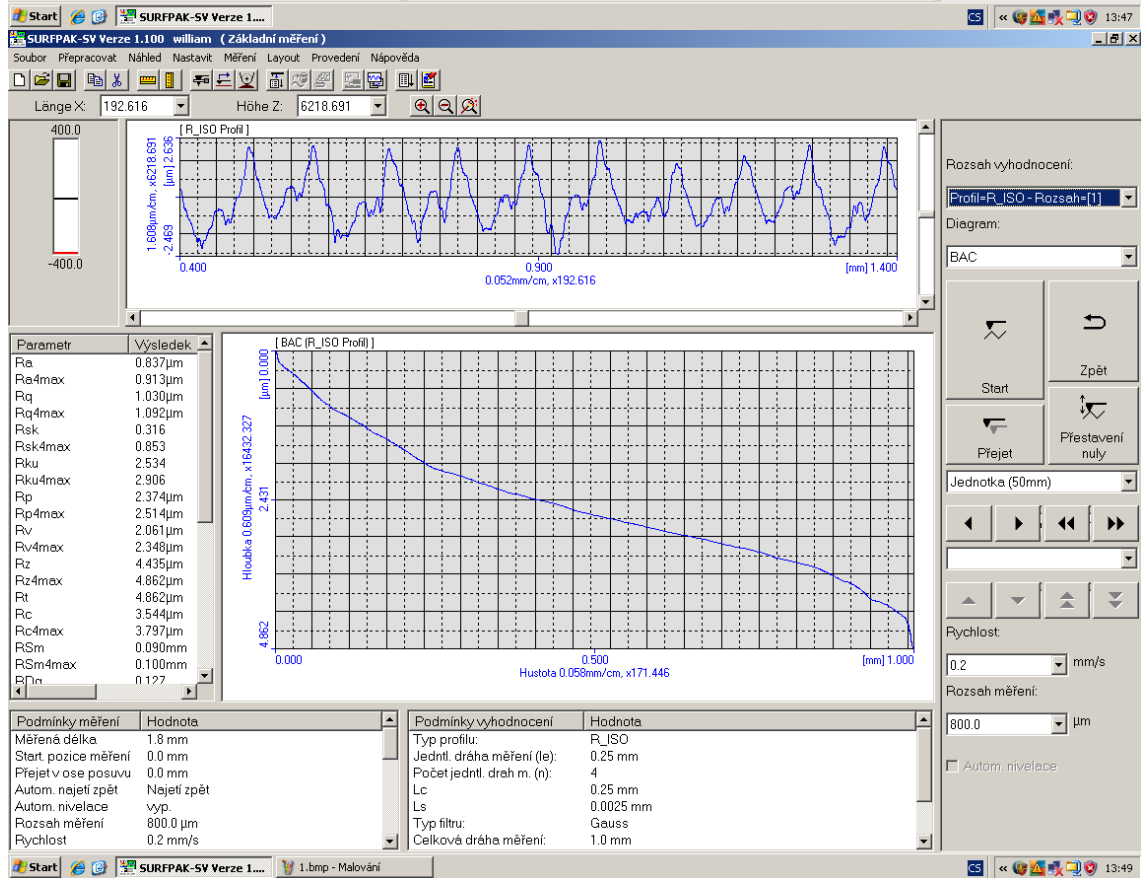 Start SURFPAK-SV Verze 1.... CS « 13:47
SURFPAK-SV Verze 1.100 william ( Základní měření )
Soubor Přepracovat Náhled Nastavit Měření Layout Provedení Nápověda
Länge X: 192.616 Höhe Z: 6218.691
400.0
-400.0
[ R_ISO Profil ]
1.608µm/cm, x6218.691
-2.469 [µm] 2.636
0.400 0.900 [mm] 1.400
0.052mm/cm, x192.616
Parametr Výsledek
Ra 0.837µm
Ra4max 0.913µm
Rq 1.030µm
Rq4max 1.092µm
Rsk 0.316
Rsk4max 0.853
Rku 2.534
Rku4max 2.906
Rp 2.374µm
Rp4max 2.514µm
Rv 2.061µm
Rv4max 2.348µm
Rz 4.435µm
Rz4max 4.862µm
Rt 4.862µm
Rc 3.544µm
Rc4max 3.797µm
RSm 0.090mm
RSm4max 0.100mm
RDq 0.127
[ BAC (R_ISO Profil) ]
Hloubka 0.609µm/cm, x16432.327
4.862 2.431 [µm] 0.000
0.000 0.500 [mm] 1.000
Hustota 0.058mm/cm, x171.446
Rozsah vyhodnocení:
Profil=R_ISO - Rozsah=[1]
Diagram:
BAC
Start
Zpět
Přejet
Přestavení
nuly
Jednotka (50mm)
Rychlost:
0.2 mm/s
Rozsah měření:
800.0 µm
Autom. nivelace
Podmínky měření Hodnota
Měřená délka 1.8 mm
Start. pozice měření 0.0 mm
Přejet v ose posuvu 0.0 mm
Autom. najetí zpět Najetí zpět
Autom. nivelace vyp.
Rozsah měření 800.0 µm
Rychlost 0.2 mm/s
Podmínky vyhodnocení Hodnota
Typ profilu: R_ISO
Jedntl. dráha měření (le): 0.25 mm
Počet jedntl. drah m. (n): 4
Lc 0.25 mm
Ls 0.0025 mm
Typ filtru: Gauss
Celková dráha měření: 1.0 mm
Start SURFPAK-SV Verze 1.... 1.bmp - Malování CS « 13:49